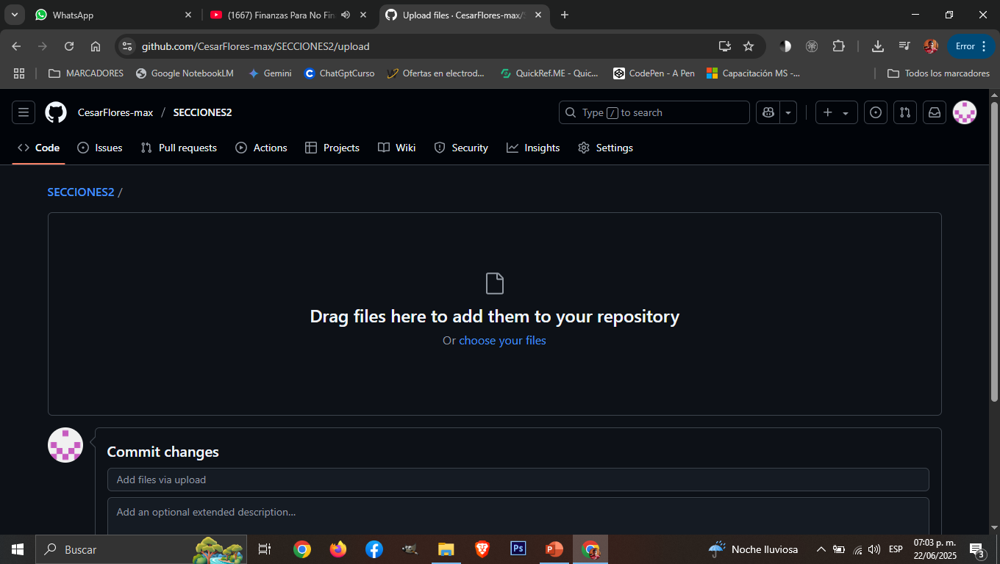 WhatsApp
(1667) Finanzas Para No Fin
Upload files · CesarFlores-max/S
github.com/CesarFlores-max/SECCIONES2/upload
Error
MARCADORES
Google NotebookLM
Gemini
ChatGptCurso
Ofertas en electrod...
QuickRef.ME - Quic...
CodePen - A Pen
Capacitación MS -...
Todos los marcadores
CesarFlores-max / SECCIONES2
Type / to search
Code
Issues
Pull requests
Actions
Projects
Wiki
Security
Insights
Settings
SECCIONES2 /
Drag files here to add them to your repository
Or choose your files
Commit changes
Add files via upload
Add an optional extended description...
Buscar
Ps
Noche lluviosa
ESP
07:03 p. m.
22/06/2025
3